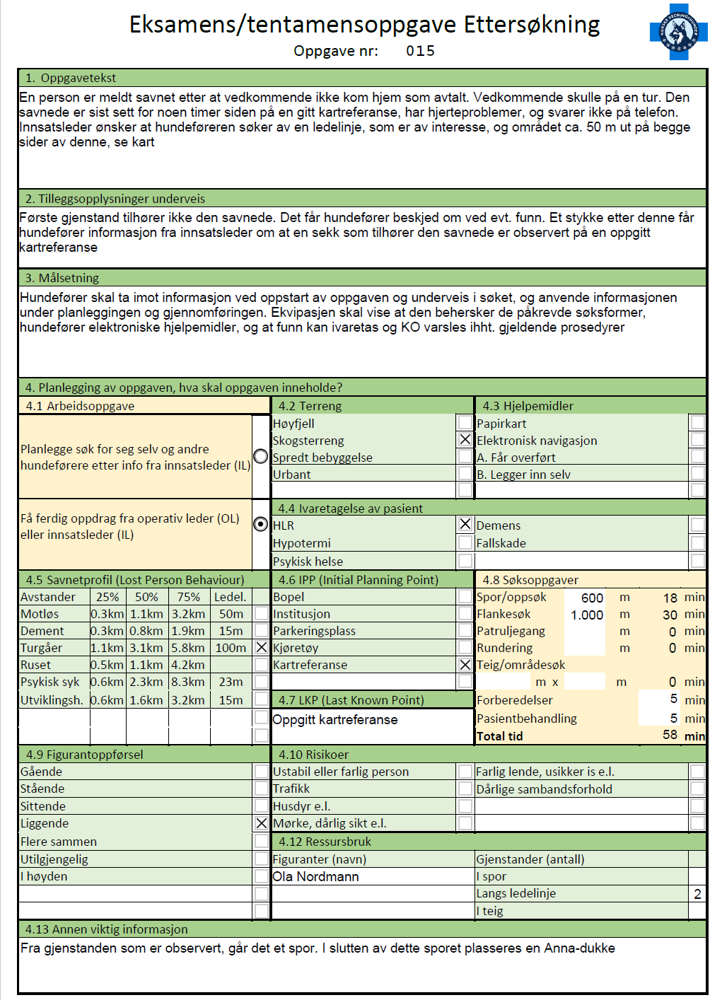 Eksamens/tentamensoppgave Ettersøkning
Oppgave nr: 015
NORSKE REDNINGSHUNDER
1. Oppgavetekst
En person er meldt savnet etter at vedkommende ikke kom hjem som avtalt. Vedkommende skulle på en tur. Den
savnede er sist sett for noen timer siden på en gitt kartreferanse, har hjerteproblemer, og svarer ikke på telefon.
Innsatsleder ønsker at hundeføreren søker av en ledelinje, som er av interesse, og området ca. 50 m ut på begge
sider av denne, se kart
2. Tilleggsopplysninger underveis
Første gjenstand tilhører ikke den savnede. Det får hundefører beskjed om ved evt. funn. Et stykke etter denne får
hundefører informasjon fra innsatsleder om at en sekk som tilhører den savnede er observert på en oppgitt
kartreferanse
3. Målsetning
Hundefører skal ta imot informasjon ved oppstart av oppgaven og underveis i søket, og anvende informasjonen
under planleggingen og gjennomføringen. Ekvipasjen skal vise at den behersker de påkrevde søksformer,
hundefører elektroniske hjelpemidler, og at funn kan ivaretas og KO varsles ihht. gjeldende prosedyrer
4. Planlegging av oppgaven, hva skal oppgaven inneholde?
4.1 Arbeidsoppgave
Planlegge søk for seg selv og andre
hundeførere etter info fra innsatsleder (IL)
Få ferdig oppdrag fra operativ leder (OL)
eller innsatsleder (IL)
4.2 Terreng
Høyfjell
Skogsterreng
Spredt bebyggelse
Urbant
4.3 Hjelpemidler
Papirkart
Elektronisk navigasjon
A. Får overført
B. Legger inn selv
4.4 Ivaretagelse av pasient
HLR Demens
Hypotermi Fallskade
Psykisk helse
4.5 Savnetprofil (Lost Person Behaviour)
Avstander 25% 50% 75% Ledel.
Motløs 0.3km 1.1km 3.2km 50m
Dement 0.3km 0.8km 1.9km 15m
Turgåer 1.1km 3.1km 5.8km 100m
Ruset 0.5km 1.1km 4.2km
Psykisk syk 0.6km 2.3km 8.3km 23m
Utviklingsh. 0.6km 1.6km 3.2km 15m
4.6 IPP (Initial Planning Point)
Bopel
Institusjon
Parkeringsplass
Kjøretøy
Kartreferanse
4.7 LKP (Last Known Point)
Oppgitt kartreferanse
4.8 Søksoppgaver
Spor/oppsøk 600 m 18 min
Flankesøk 1.000 m 30 min
Patruljegang m 0 min
Rundering m 0 min
Teig/områdesøk
m x m 0 min
Forberedelser 5 min
Pasientbehandling 5 min
Total tid 58 min
4.9 Figurantoppførsel
Gående
Stående
Sittende
Liggende
Flere sammen
Utilgjengelig
I høyden
4.10 Risikoer
Ustabil eller farlig person Farlig lende, usikker is e.l.
Trafikk Dårlige sambandsforhold
Husdyr e.l.
Mørke, dårlig sikt e.l.
4.12 Ressursbruk
Figuranter (navn) Gjenstander (antall)
Ola Nordmann I spor
Langs ledelinje 2
I teig
4.13 Annen viktig informasjon
Fra gjenstanden som er observert, går det et spor. I slutten av dette sporet plasseres en Anna-dukke